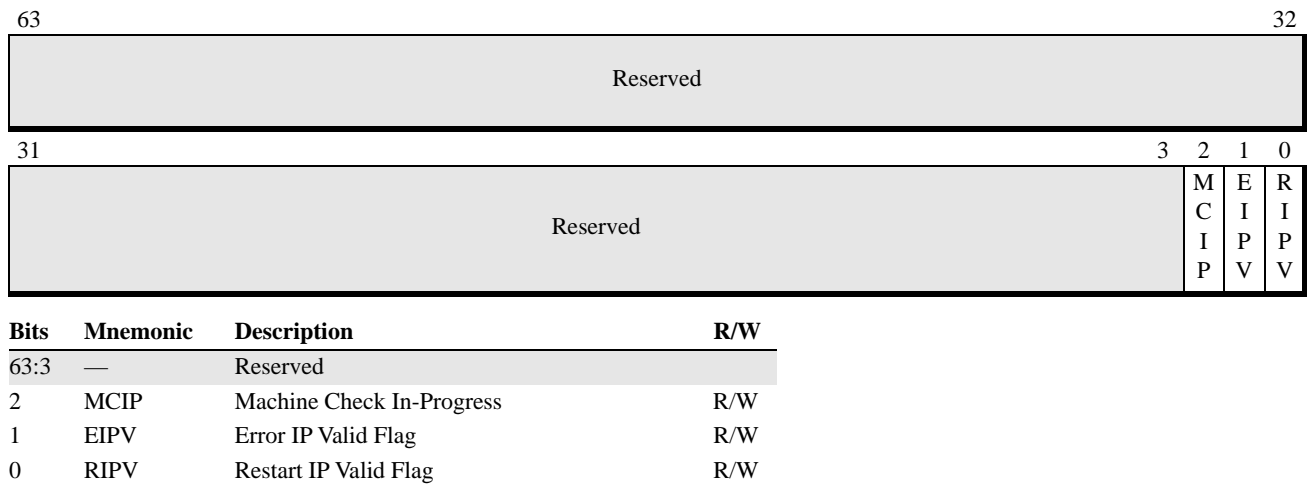 63 32
Reserved
31 3 2 1 0
Reserved
M E R
C I I
I P P
P V V
Bits Mnemonic Description R/W
63:3 — Reserved
2 MCIP Machine Check In-Progress R/W
1 EIPV Error IP Valid Flag R/W
0 RIPV Restart IP Valid Flag R/W